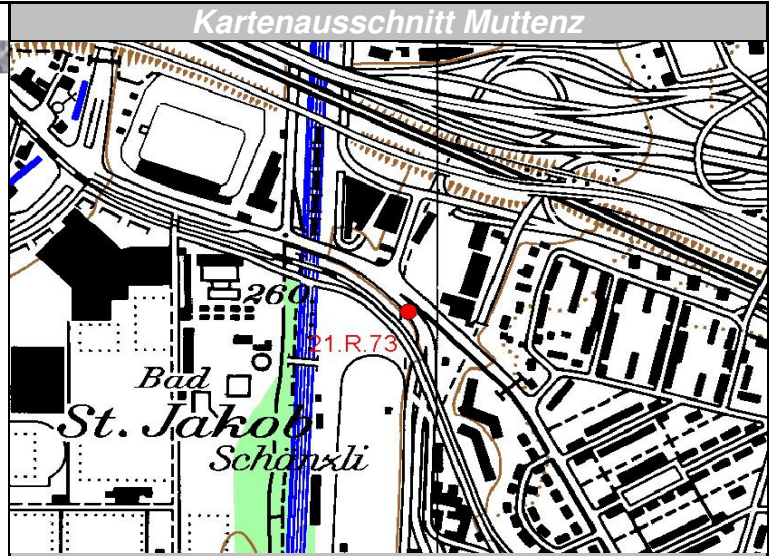 Kartenausschnitt Muttenz
260.
21.R.73
Bad
St. Jakob
Schänzli